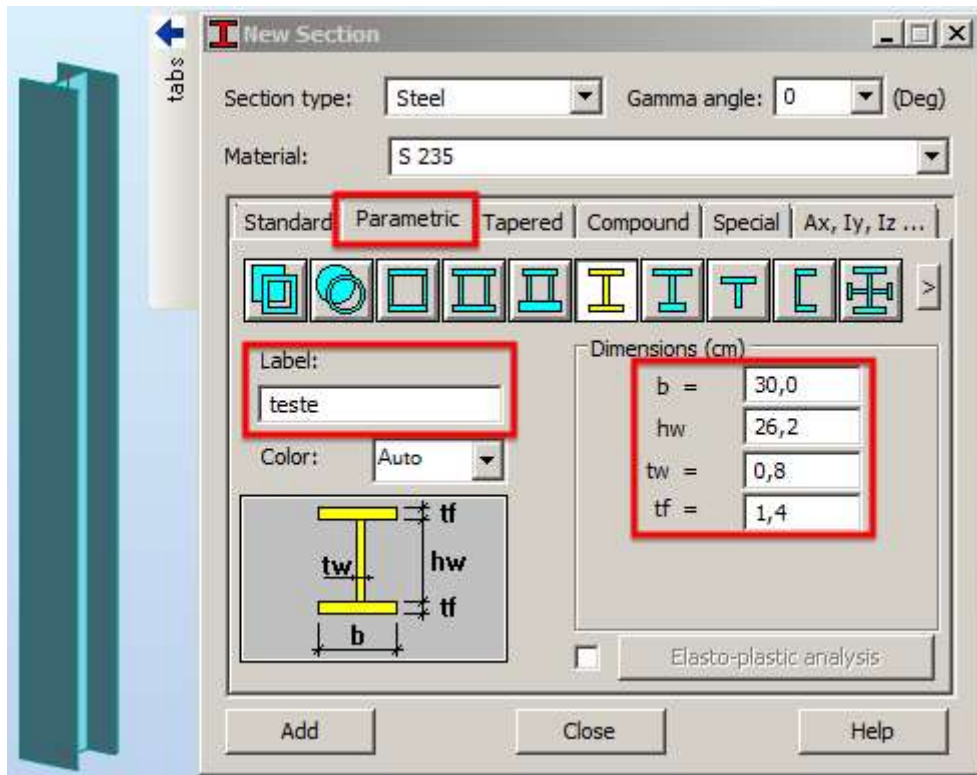 tabs
New Section
Section type: Steel Gamma angle: 0 (Deg)
Material: S 235
Standard Parametric Tapered Compound Special Ax, Iy, Iz ...
>
Label:
teste
Color: Auto
Dimensions (cm)
b = 30,0
hw 26,2
tw = 0,8
tf = 1,4
tf
tw hw
tf
b
Elasto-plastic analysis
Add Close Help